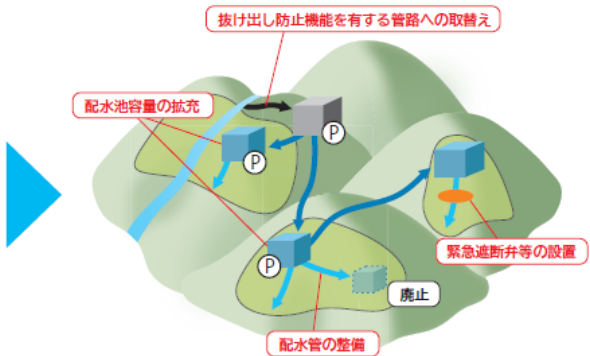 抜け出し防止機能を有する管路への取替え
配水池容量の拡充
P
P
緊急遮断弁等の設置
P
廃止
配水管の整備